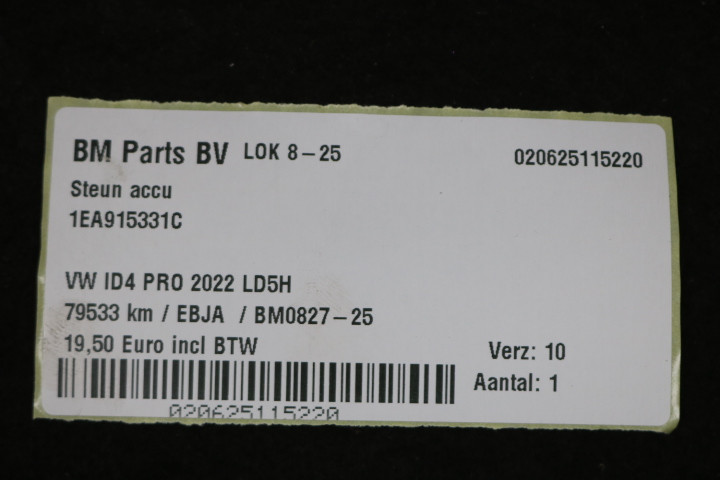 BM Parts BV LOK 8-25 020625115220
Steun accu
1EA915331C
VW ID4 PRO 2022 LD5H
79533 km / EBJA / BM0827-25
19,50 Euro incl BTW Verz: 10
Aantal: 1
020625115220